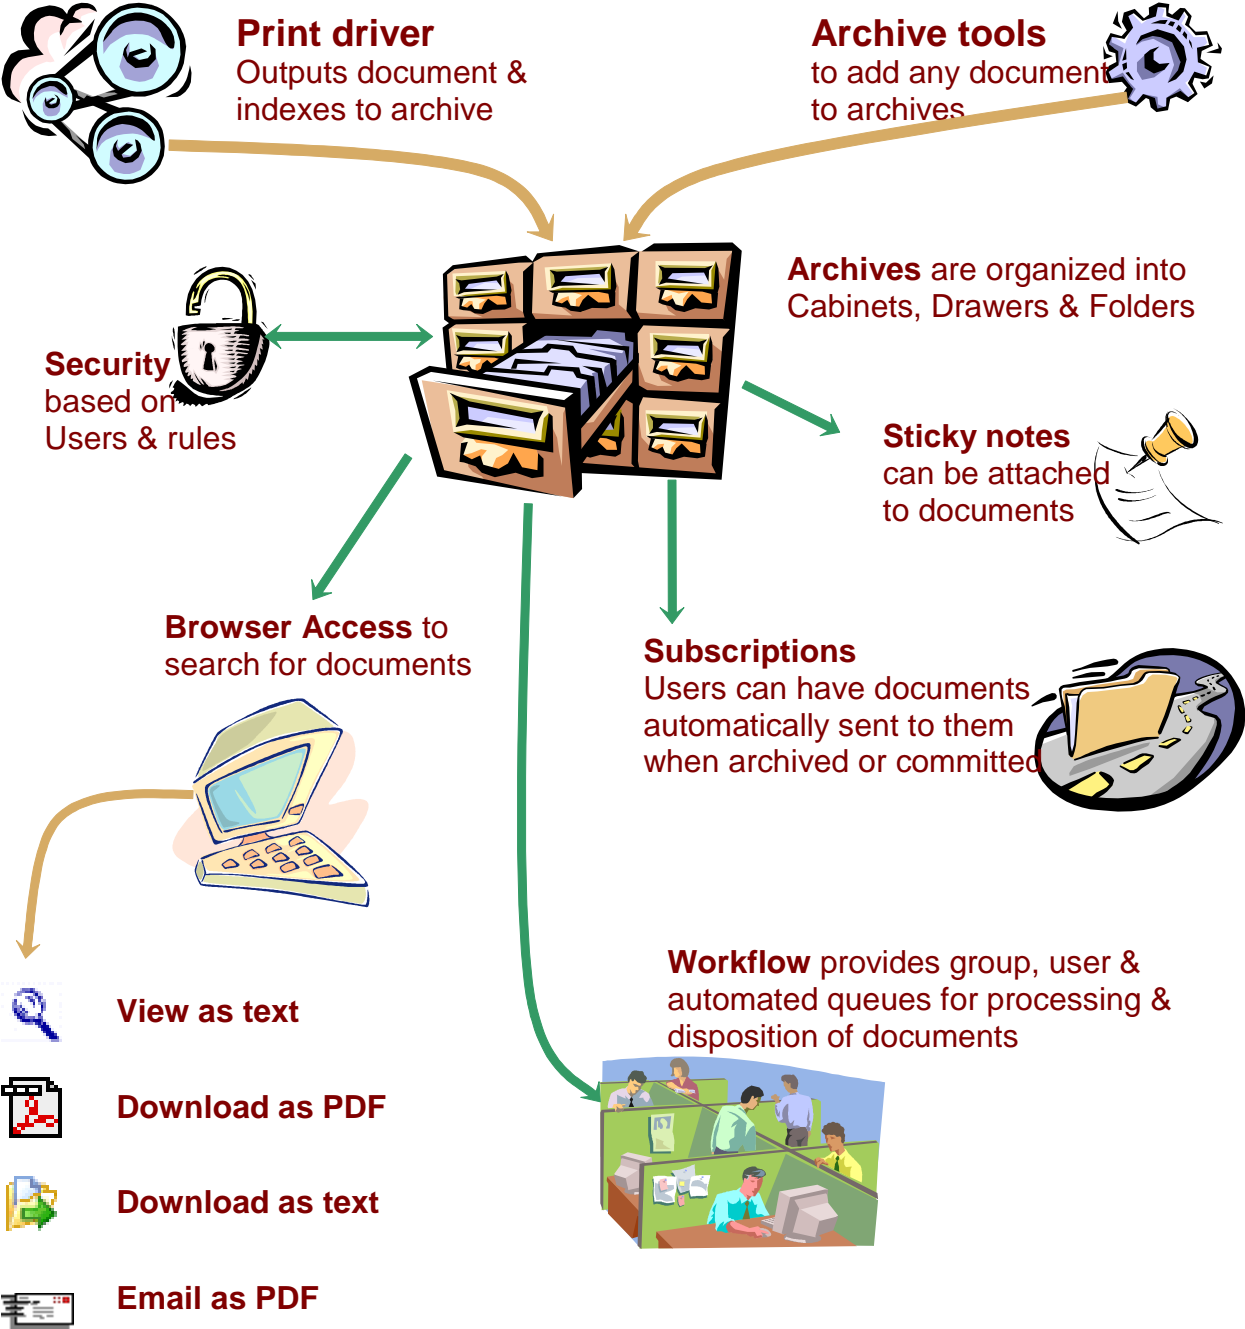 Print driver
Outputs document &
indexes to archive
Archive tools
to add any document
to archives
Archives are organized into
Cabinets, Drawers & Folders
Security
based on
Users & rules
Sticky notes
can be attached
to documents
Browser Access to
search for documents
Subscriptions
Users can have documents
automatically sent to them
when archived or committed
Workflow provides group, user &
automated queues for processing &
disposition of documents
View as text
Download as PDF
Download as text
Email as PDF